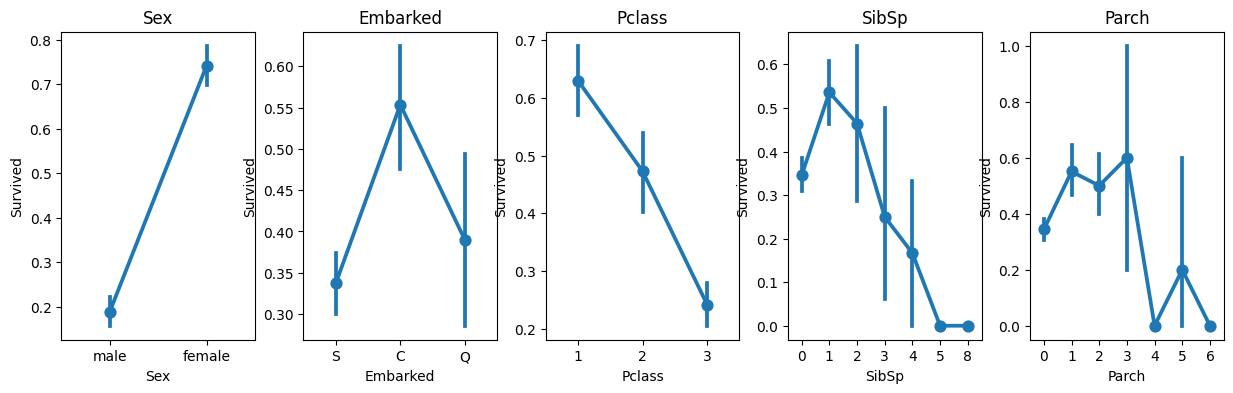 Sex
Survived
0.8
0.7
0.6
0.5
0.4
0.3
0.2
male female
Sex
Embarked
Survived
0.60
0.55
0.50
0.45
0.40
0.35
0.30
S C Q
Embarked
Pclass
Survived
0.7
0.6
0.5
0.4
0.3
0.2
1 2 3
Pclass
SibSp
Survived
0.6
0.5
0.4
0.3
0.2
0.1
0.0
0 1 2 3 4 5 8
SibSp
Parch
Survived
1.0
0.8
0.6
0.4
0.2
0.0
0 1 2 3 4 5 6
Parch